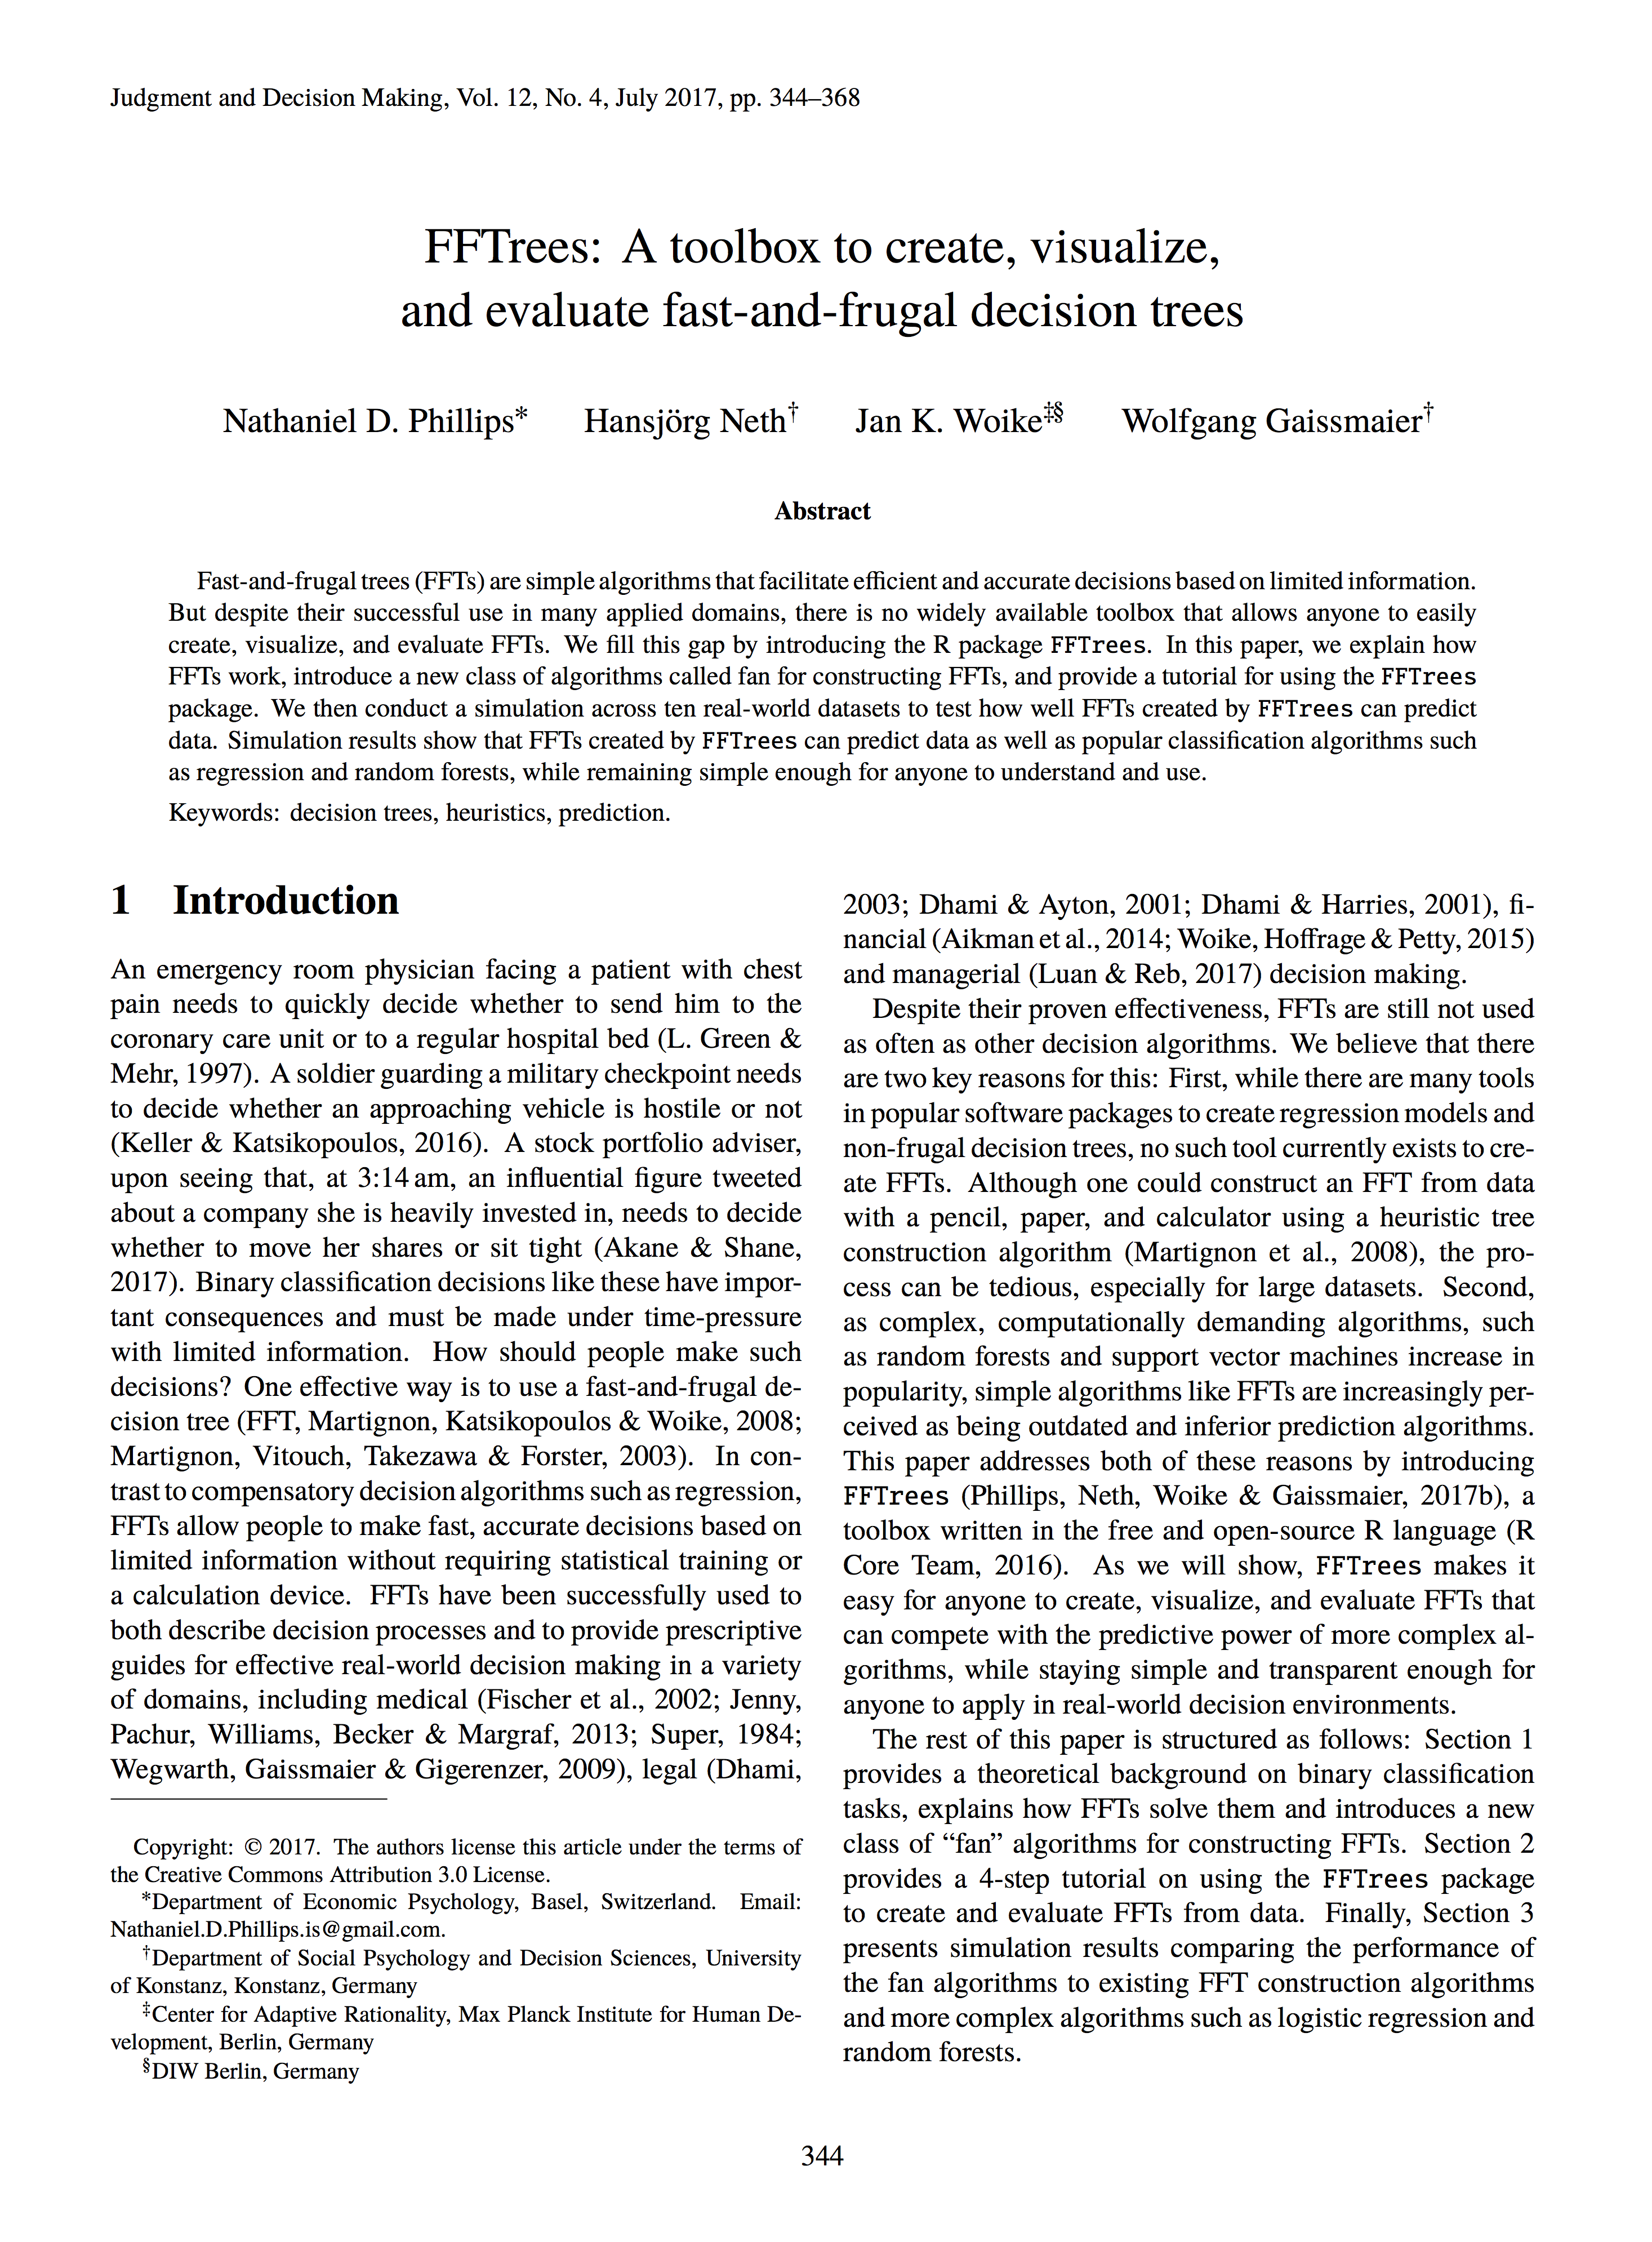 Judgment and Decision Making, Vol. 12, No. 4, July 2017, pp. 344–368
FFTrees: A toolbox to create, visualize,
and evaluate fast-and-frugal decision trees
Nathaniel D. Phillips* Hansjörg Neth† Jan K. Woike‡§ Wolfgang Gaissmaier†
Abstract
Fast-and-frugal trees (FFTs) are simple algorithms that facilitate efficient and accurate decisions based on limited information.
But despite their successful use in many applied domains, there is no widely available toolbox that allows anyone to easily
create, visualize, and evaluate FFTs. We fill this gap by introducing the R package FFTrees. In this paper, we explain how
FFTs work, introduce a new class of algorithms called fan for constructing FFTs, and provide a tutorial for using the FFTrees
package. We then conduct a simulation across ten real-world datasets to test how well FFTs created by FFTrees can predict
data. Simulation results show that FFTs created by FFTrees can predict data as well as popular classification algorithms such
as regression and random forests, while remaining simple enough for anyone to understand and use.
Keywords: decision trees, heuristics, prediction.
1 Introduction
An emergency room physician facing a patient with chest
pain needs to quickly decide whether to send him to the
coronary care unit or to a regular hospital bed (L. Green &
Mehr, 1997). A soldier guarding a military checkpoint needs
to decide whether an approaching vehicle is hostile or not
(Keller & Katsikopoulos, 2016). A stock portfolio adviser,
upon seeing that, at 3:14 am, an influential figure tweeted
about a company she is heavily invested in, needs to decide
whether to move her shares or sit tight (Akane & Shane,
2017). Binary classification decisions like these have impor-
tant consequences and must be made under time-pressure
with limited information. How should people make such
decisions? One effective way is to use a fast-and-frugal de-
cision tree (FFT, Martignon, Katsikopoulos & Woike, 2008;
Martignon, Vitouch, Takezawa & Forster, 2003). In con-
trast to compensatory decision algorithms such as regression,
FFTs allow people to make fast, accurate decisions based on
limited information without requiring statistical training or
a calculation device. FFTs have been successfully used to
both describe decision processes and to provide prescriptive
guides for effective real-world decision making in a variety
of domains, including medical (Fischer et al., 2002; Jenny,
Pachur, Williams, Becker & Margraf, 2013; Super, 1984;
Wegwarth, Gaissmaier & Gigerenzer, 2009), legal (Dhami,
Copyright: © 2017. The authors license this article under the terms of
the Creative Commons Attribution 3.0 License.
*Department of Economic Psychology, Basel, Switzerland. Email:
Nathaniel.D.Phillips.is@gmail.com.
†Department of Social Psychology and Decision Sciences, University
of Konstanz, Konstanz, Germany
‡Center for Adaptive Rationality, Max Planck Institute for Human De-
velopment, Berlin, Germany
§DIW Berlin, Germany
2003; Dhami & Ayton, 2001; Dhami & Harries, 2001), fi-
nancial (Aikman et al., 2014; Woike, Hoffrage & Petty, 2015)
and managerial (Luan & Reb, 2017) decision making.
Despite their proven effectiveness, FFTs are still not used
as often as other decision algorithms. We believe that there
are two key reasons for this: First, while there are many tools
in popular software packages to create regression models and
non-frugal decision trees, no such tool currently exists to cre-
ate FFTs. Although one could construct an FFT from data
with a pencil, paper, and calculator using a heuristic tree
construction algorithm (Martignon et al., 2008), the pro-
cess can be tedious, especially for large datasets. Second,
as complex, computationally demanding algorithms, such
as random forests and support vector machines increase in
popularity, simple algorithms like FFTs are increasingly per-
ceived as being outdated and inferior prediction algorithms.
This paper addresses both of these reasons by introducing
FFTrees (Phillips, Neth, Woike & Gaissmaier, 2017b), a
toolbox written in the free and open-source R language (R
Core Team, 2016). As we will show, FFTrees makes it
easy for anyone to create, visualize, and evaluate FFTs that
can compete with the predictive power of more complex al-
gorithms, while staying simple and transparent enough for
anyone to apply in real-world decision environments.
The rest of this paper is structured as follows: Section 1
provides a theoretical background on binary classification
tasks, explains how FFTs solve them and introduces a new
class of “fan” algorithms for constructing FFTs. Section 2
provides a 4-step tutorial on using the FFTrees package
to create and evaluate FFTs from data. Finally, Section 3
presents simulation results comparing the performance of
the fan algorithms to existing FFT construction algorithms
and more complex algorithms such as logistic regression and
random forests.
344